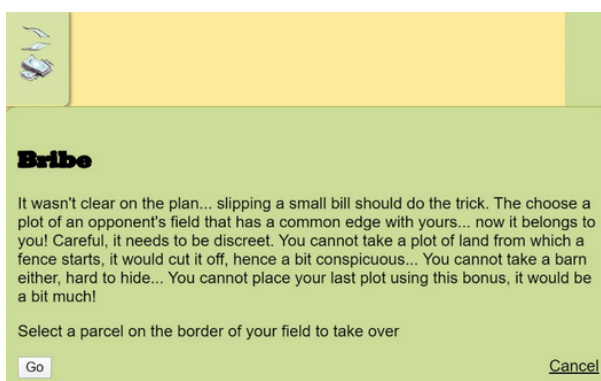 Bribe
It wasn't clear on the plan... slipping a small bill should do the trick. The choose a
plot of an opponent's field that has a common edge with yours... now it belongs to
you! Careful, it needs to be discreet. You cannot take a plot of land from which a
fence starts, it would cut it off, hence a bit conspicuous... You cannot take a barn
either, hard to hide... You cannot place your last plot using this bonus, it would be
a bit much!
Select a parcel on the border of your field to take over
Go Cancel